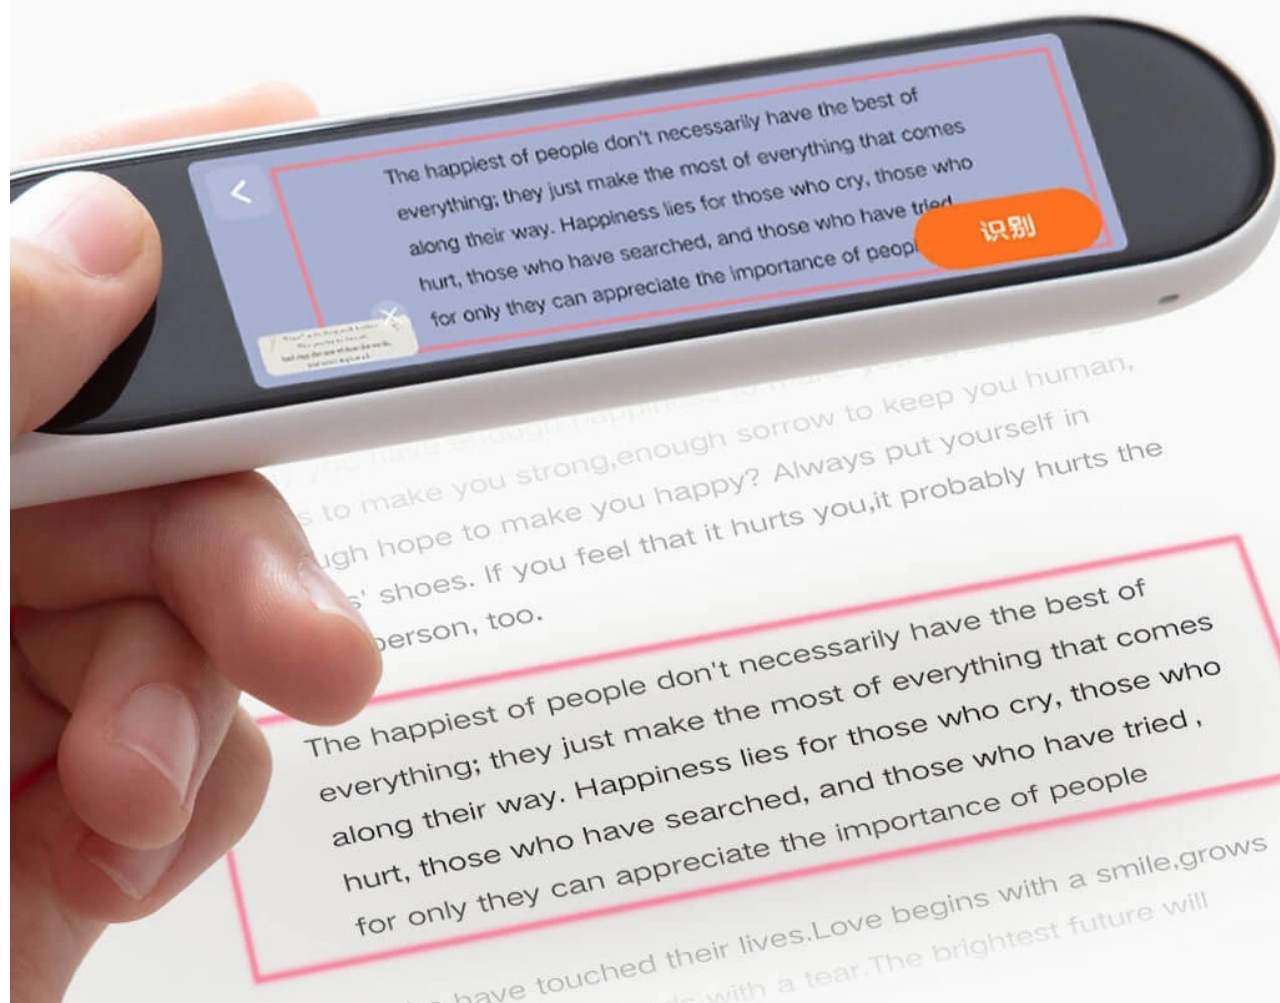 The happiest of people don't necessarily have the best of
everything; they just make the most of everything that comes
along their way. Happiness lies for those who cry, those who
hurt, those who have searched, and those who have tried
for only they can appreciate the importance of peopl
识别
enough sorrow to keep you human,
to make you strong,enough
hope to make you happy? Always put yourself in
shoes. If you feel that it hurts you,it probably hurts the
person, too.
The happiest of people don't necessarily have the best of
everything; they just make the most of everything that comes
along their way. Happiness lies for those who cry, those who
hurt, those who have searched, and those who have tried ,
for only they can appreciate the importance of people
have touched their lives.Love begins with a smile,grows
with a tear.The brightest future will